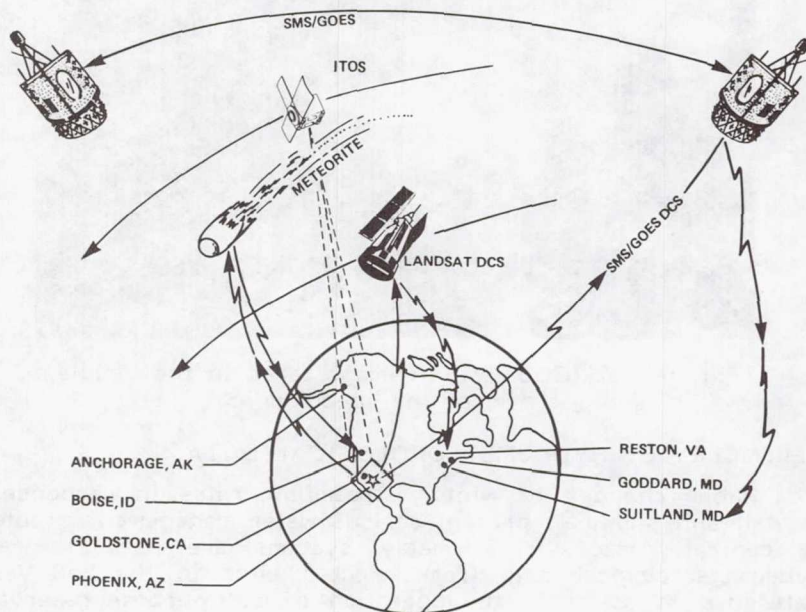 SMS/GOES
ITOS
METEORITE
LANDSAT DCS
SMS/GOES DCS
ANCHORAGE, AK
BOISE, ID
GOLDSTONE, CA
PHOENIX, AZ
RESTON, VA
GODDARD, MD
SUITLAND, MD